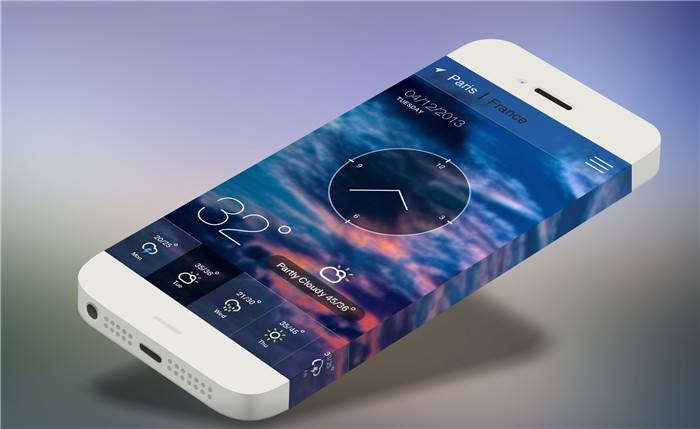 Paris | France
04/12/2013
TUESDAY
12
9
3
6
32°
Partly Cloudy 45/36°
20/25°
Mon
35/36°
Tue
21/30°
Wed
35/45°
Thu